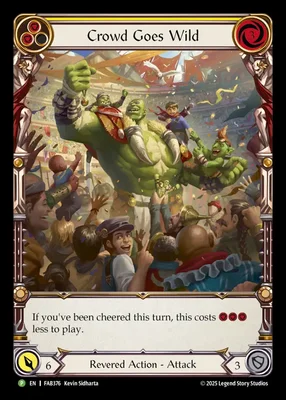 Crowd Goes Wild
If you've been cheered this turn, this costs
less to play.
6 Revered Action - Attack 3
P EN | FAB376 Kevin Sidharta © 2025 Legend Story Studios